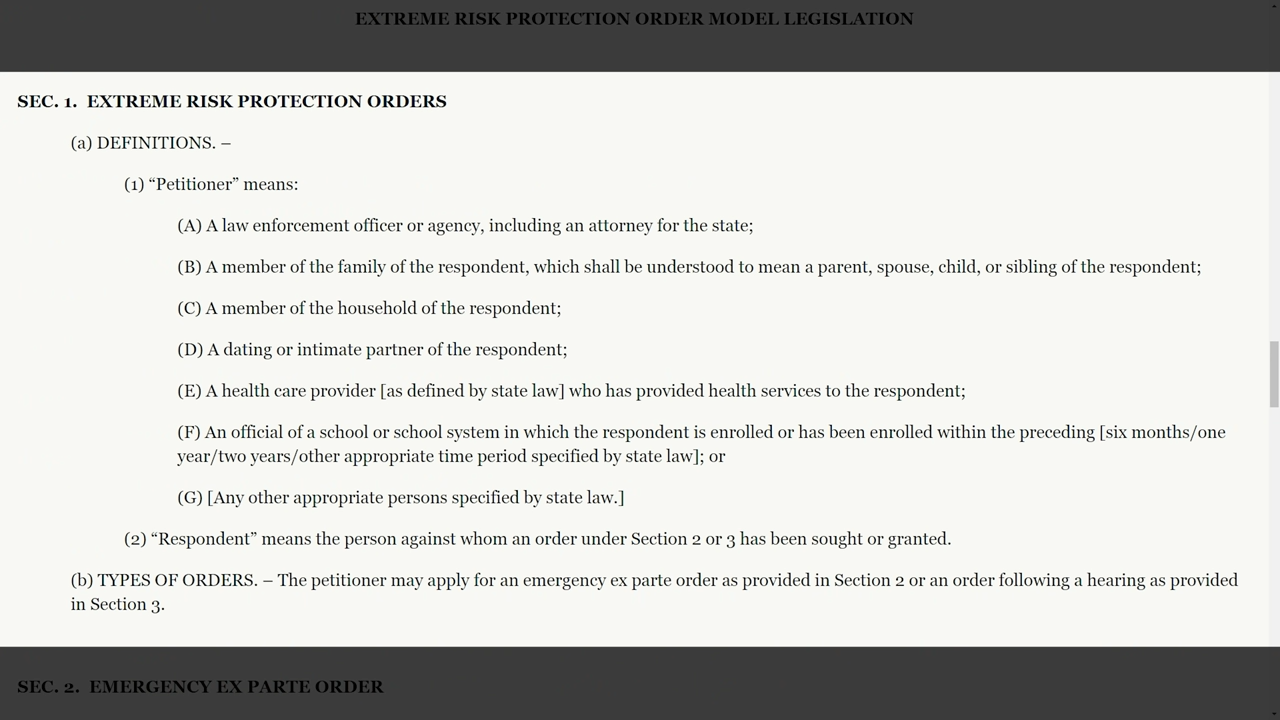 EXTREME RISK PROTECTION ORDER MODEL LEGISLATION
SEC. 1. EXTREME RISK PROTECTION ORDERS
(a) DEFINITIONS. –
(1) “Petitioner” means:
(A) A law enforcement officer or agency, including an attorney for the state;
(B) A member of the family of the respondent, which shall be understood to mean a parent, spouse, child, or sibling of the respondent;
(C) A member of the household of the respondent;
(D) A dating or intimate partner of the respondent;
(E) A health care provider [as defined by state law] who has provided health services to the respondent;
(F) An official of a school or school system in which the respondent is enrolled or has been enrolled within the preceding [six months/one
year/two years/other appropriate time period specified by state law]; or
(G) [Any other appropriate persons specified by state law.]
(2) “Respondent” means the person against whom an order under Section 2 or 3 has been sought or granted.
(b) TYPES OF ORDERS. – The petitioner may apply for an emergency ex parte order as provided in Section 2 or an order following a hearing as provided
in Section 3.
SEC. 2. EMERGENCY EX PARTE ORDER